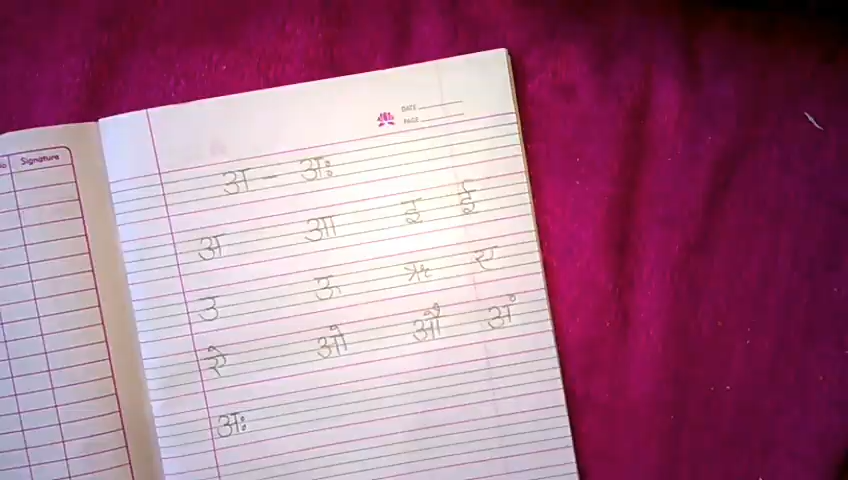 Signature
DATE
PAGE
अ - अः
अ आ इ ई
उ ऊ ऋ ए
ऐ ओ औ अं
अः